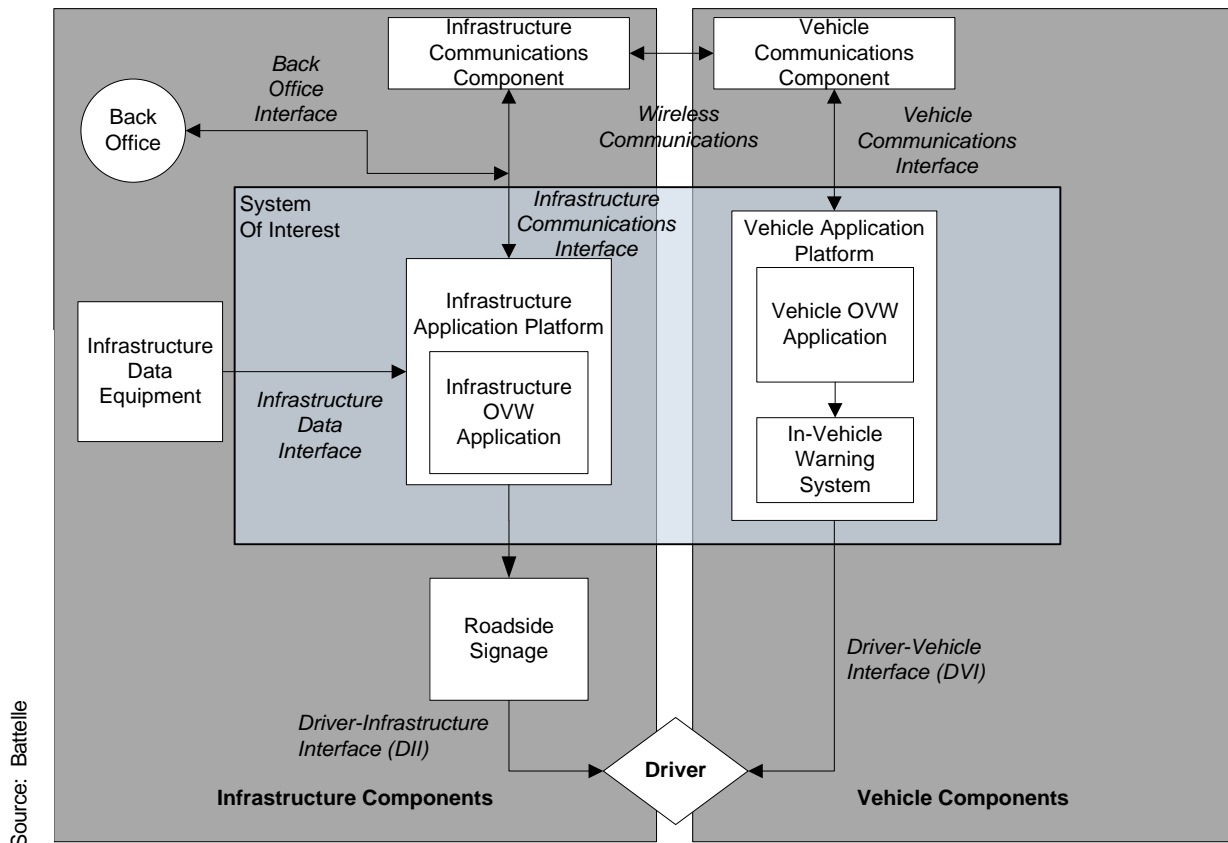 Infrastructure
Communications
Component
Vehicle
Communications
Component
Back
Office
Interface
Back
Office
Wireless
Communications
Vehicle
Communications
Interface
System
Of Interest
Infrastructure
Communications
Interface
Vehicle Application
Platform
Infrastructure
Application Platform
Vehicle OVW
Application
Infrastructure
Data
Equipment
Infrastructure
OVW
Application
Infrastructure
Data
Interface
In-Vehicle
Warning
System
Roadside
Signage
Driver-Vehicle
Interface (DVI)
Driver-Infrastructure
Interface (DII)
Driver
Infrastructure Components
Vehicle Components
Source: Battelle